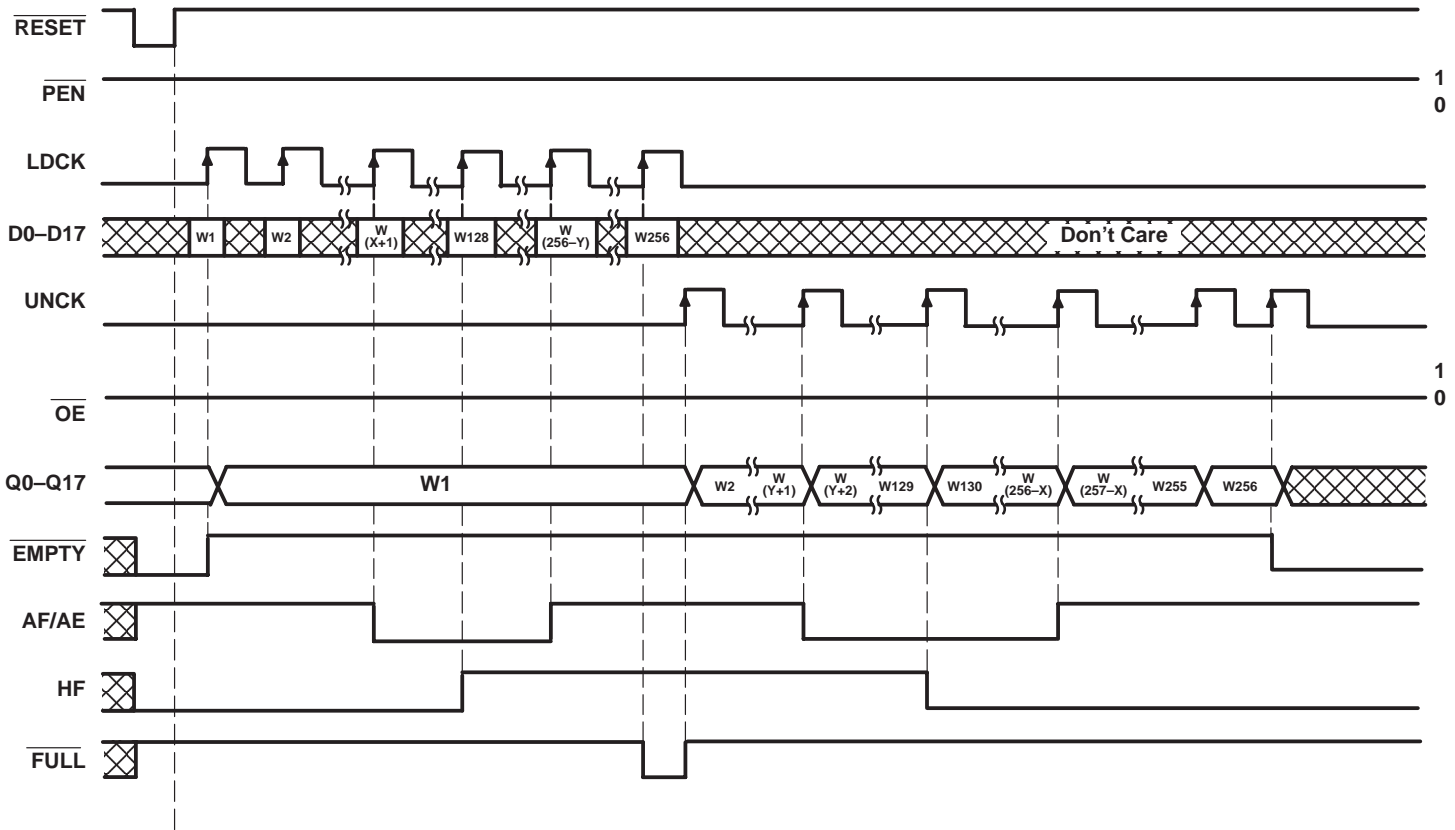 RESET
PEN
1
0
LDCK
D0–D17
W1
W2
W
(X+1)
W128
W
(256–Y)
W256
Don't Care
UNCK
1
OE
0
Q0–Q17
W1
W2
W
(Y+1)
W
(Y+2)
W129
W130
W
(256–X)
W
(257–X)
W255
W256
EMPTY
AF/AE
HF
FULL